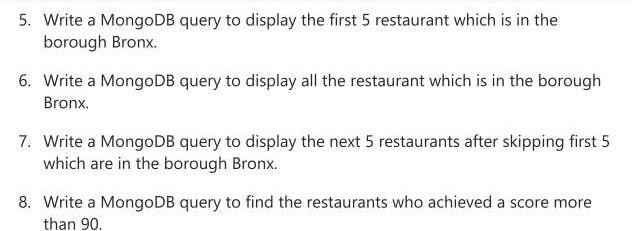 5. Write a MongoDB query to display the first 5 restaurant which is in the
borough Bronx.
6. Write a MongoDB query to display all the restaurant which is in the borough
Bronx.
7. Write a MongoDB query to display the next 5 restaurants after skipping first 5
which are in the borough Bronx.
8. Write a MongoDB query to find the restaurants who achieved a score more
than 90.